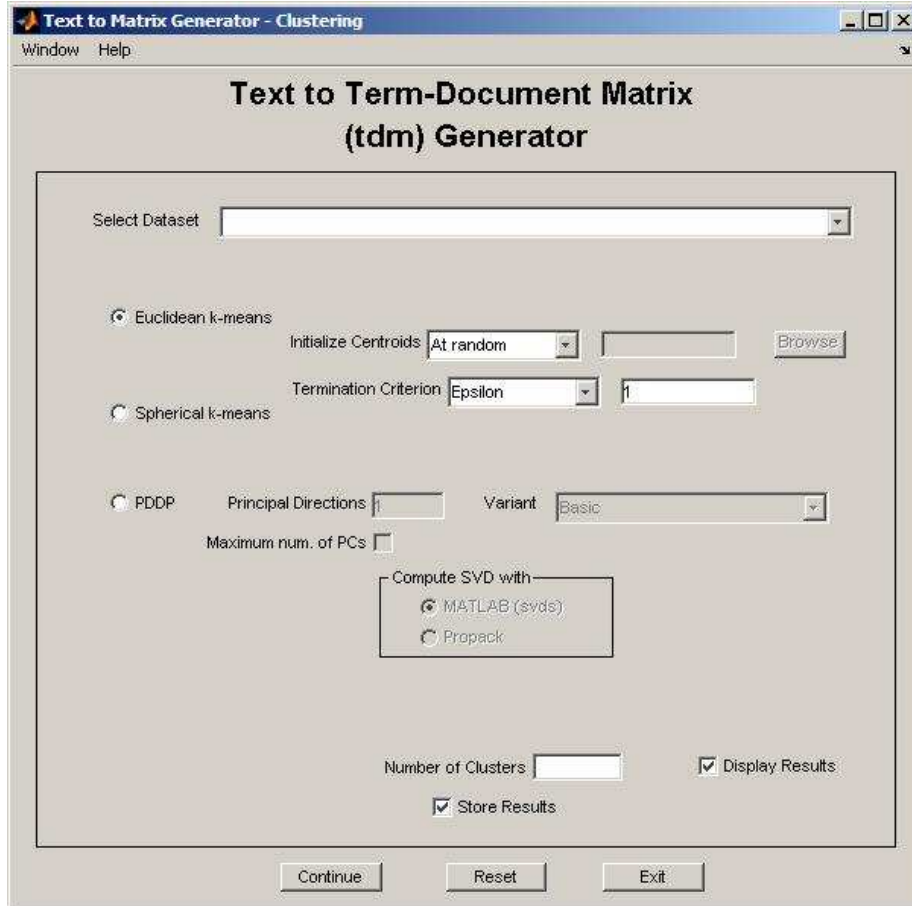 Text to Matrix Generator - Clustering
Window Help
Text to Term-Document Matrix
(tdm) Generator
Select Dataset
Euclidean k-means
Initialize Centroids At random Browse
Termination Criterion Epsilon 1
Spherical k-means
PDDP Principal Directions 1 Variant Basic
Maximum num. of PCs
Compute SVD with
MATLAB (svds)
Propack
Number of Clusters Display Results
Store Results
Continue Reset Exit